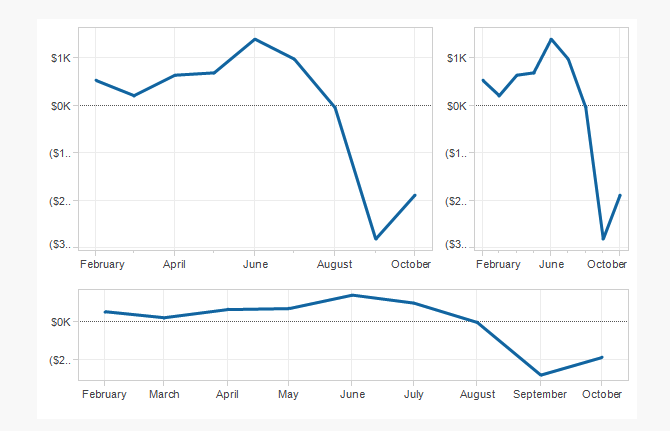 $1K
$0K
($1..
($2..
($3..
February April June August October
$1K
$0K
($1..
($2..
($3..
February June October
$0K
($2..
February March April May June July August September October